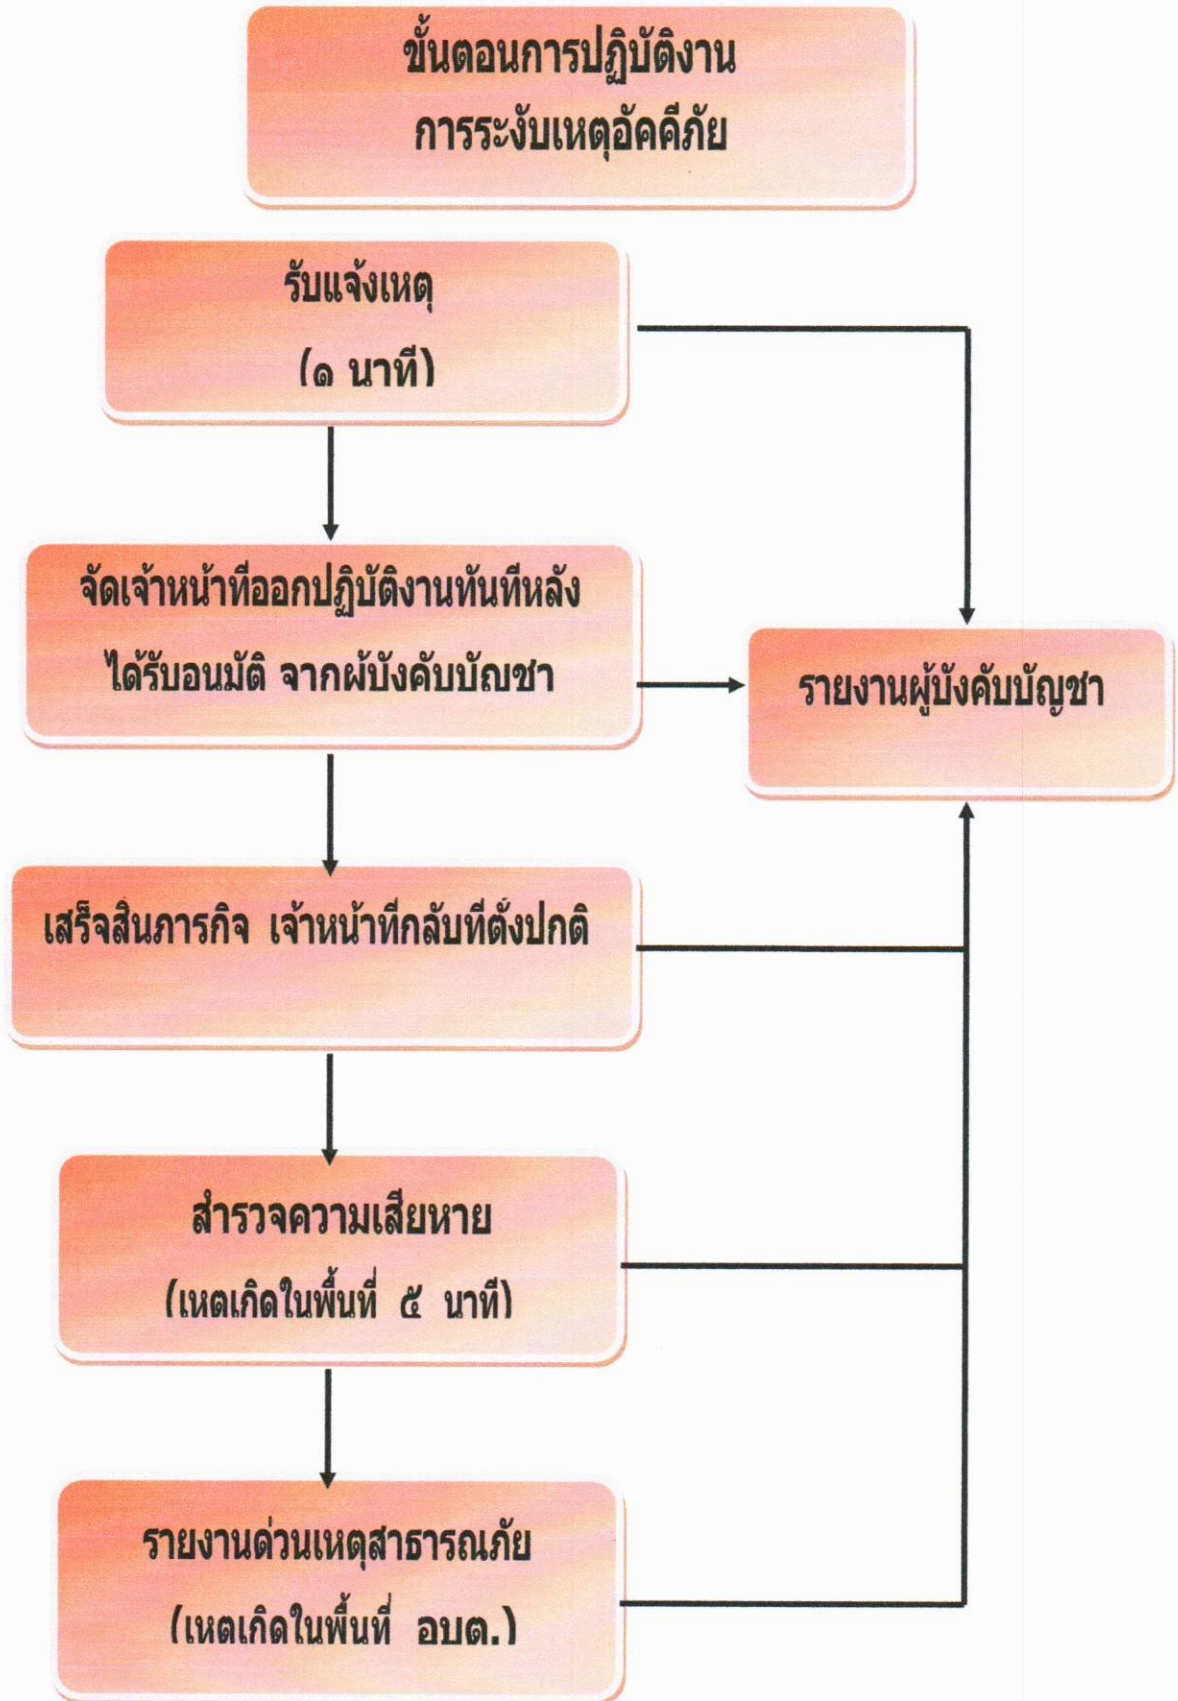 ขั้นตอนการปฏิบัติงาน
การระงับเหตุอัคคีภัย
รับแจ้งเหตุ
(๑ นาที)
จัดเจ้าหน้าที่ออกปฏิบัติงานทันทีหลัง
ได้รับอนุมัติ จากผู้บังคับบัญชา
รายงานผู้บังคับบัญชา
เสร็จสิ้นภารกิจ เจ้าหน้าที่กลับที่ตั้งปกติ
สำรวจความเสียหาย
(เหตุเกิดในพื้นที่ ๕ นาที)
รายงานด่วนเหตุสาธารณภัย
(เหตุเกิดในพื้นที่ อบต.)